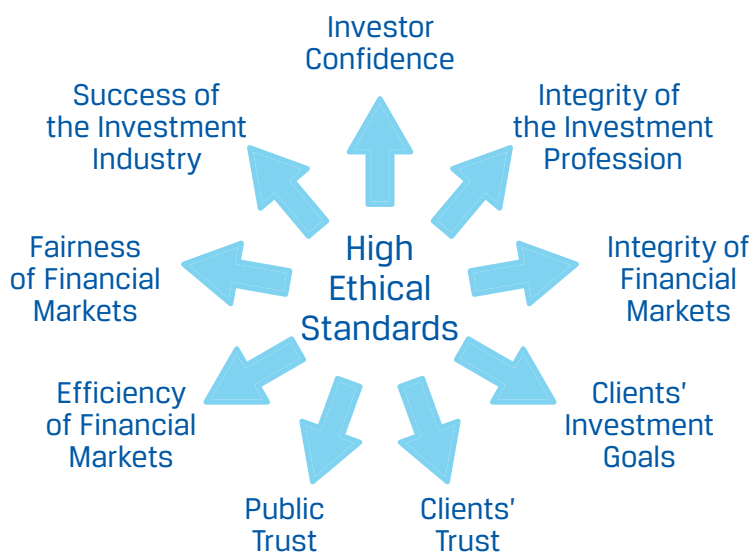 Investor
Confidence
Integrity of
the Investment
Profession
Integrity of
Financial
Markets
Clients'
Investment
Goals
Clients'
Trust
Public
Trust
Efficiency
of Financial
Markets
Fairness
of Financial
Markets
Success of
the Investment
Industry
High
Ethical
Standards